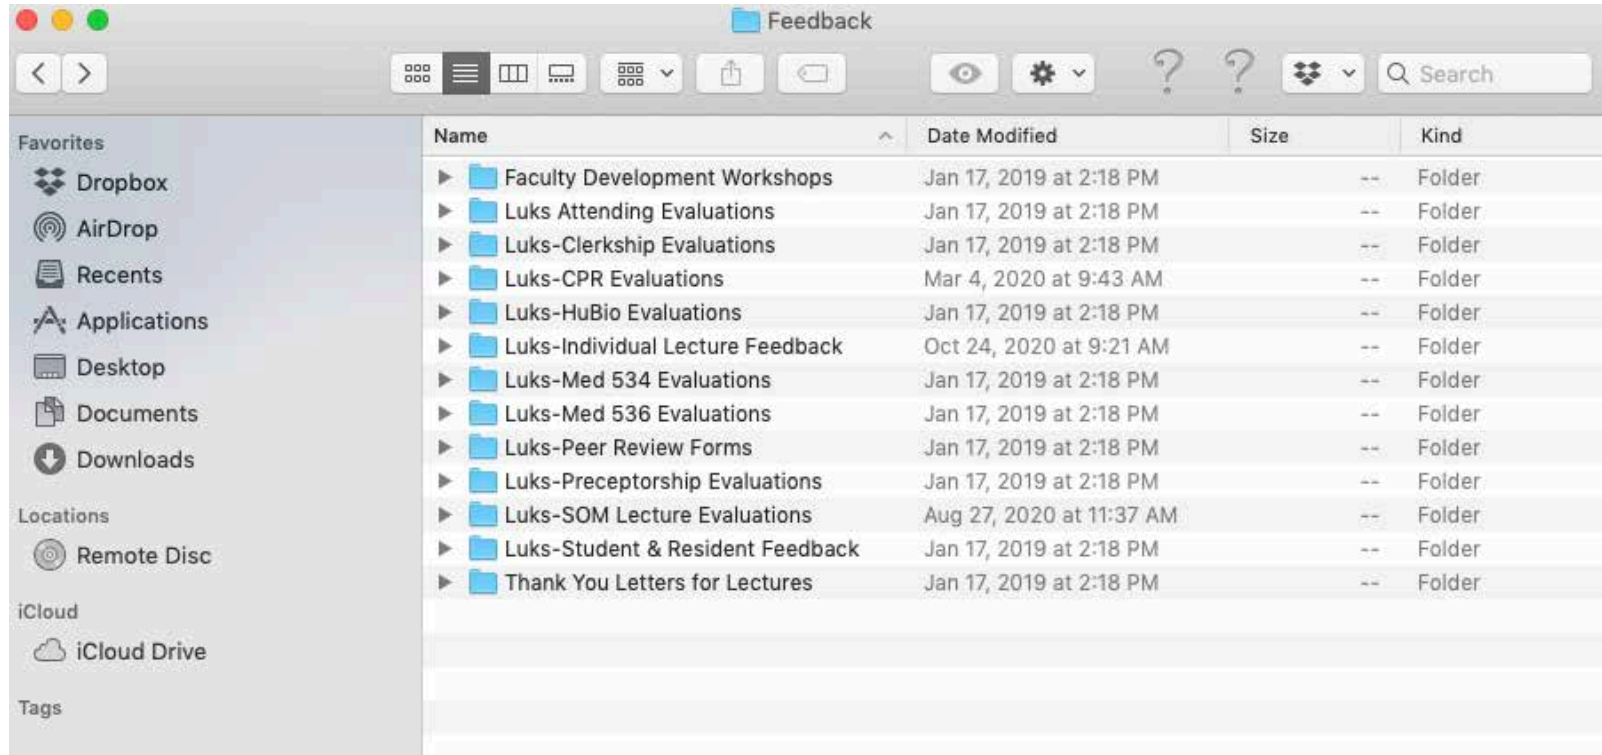 Feedback
Search
Favorites
Dropbox
AirDrop
Recents
Applications
Desktop
Documents
Downloads
Locations
Remote Disc
iCloud
iCloud Drive
Tags
Name Date Modified Size Kind
Faculty Development Workshops Jan 17, 2019 at 2:18 PM -- Folder
Luks Attending Evaluations Jan 17, 2019 at 2:18 PM -- Folder
Luks-Clerkship Evaluations Jan 17, 2019 at 2:18 PM -- Folder
Luks-CPR Evaluations Mar 4, 2020 at 9:43 AM -- Folder
Luks-HuBio Evaluations Jan 17, 2019 at 2:18 PM -- Folder
Luks-Individual Lecture Feedback Oct 24, 2020 at 9:21 AM -- Folder
Luks-Med 534 Evaluations Jan 17, 2019 at 2:18 PM -- Folder
Luks-Med 536 Evaluations Jan 17, 2019 at 2:18 PM -- Folder
Luks-Peer Review Forms Jan 17, 2019 at 2:18 PM -- Folder
Luks-Preceptorship Evaluations Jan 17, 2019 at 2:18 PM -- Folder
Luks-SOM Lecture Evaluations Aug 27, 2020 at 11:37 AM -- Folder
Luks-Student & Resident Feedback Jan 17, 2019 at 2:18 PM -- Folder
Thank You Letters for Lectures Jan 17, 2019 at 2:18 PM -- Folder